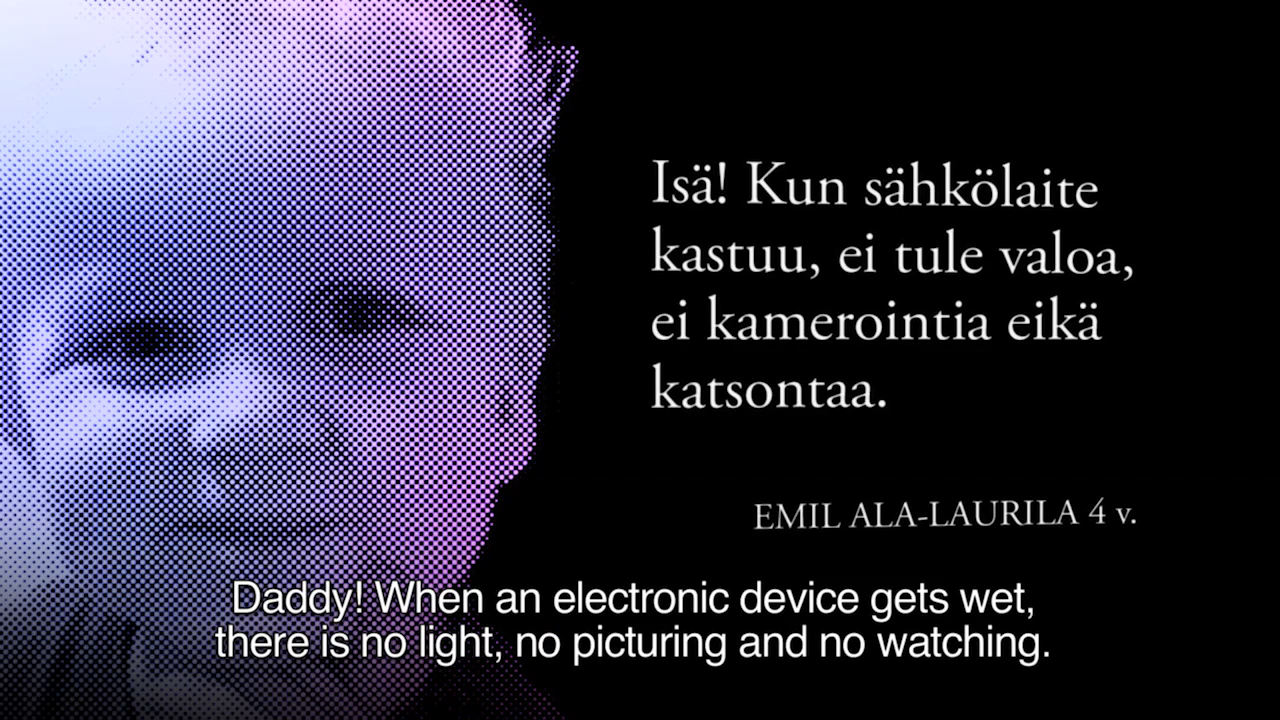 Isä! Kun sähkölaite
kastuu, ei tule valoa,
ei kamerointia eikä
katsontaa.
EMIL ALA-LAURILA 4 v.
Daddy! When an electronic device gets wet,
there is no light, no picturing and no watching.